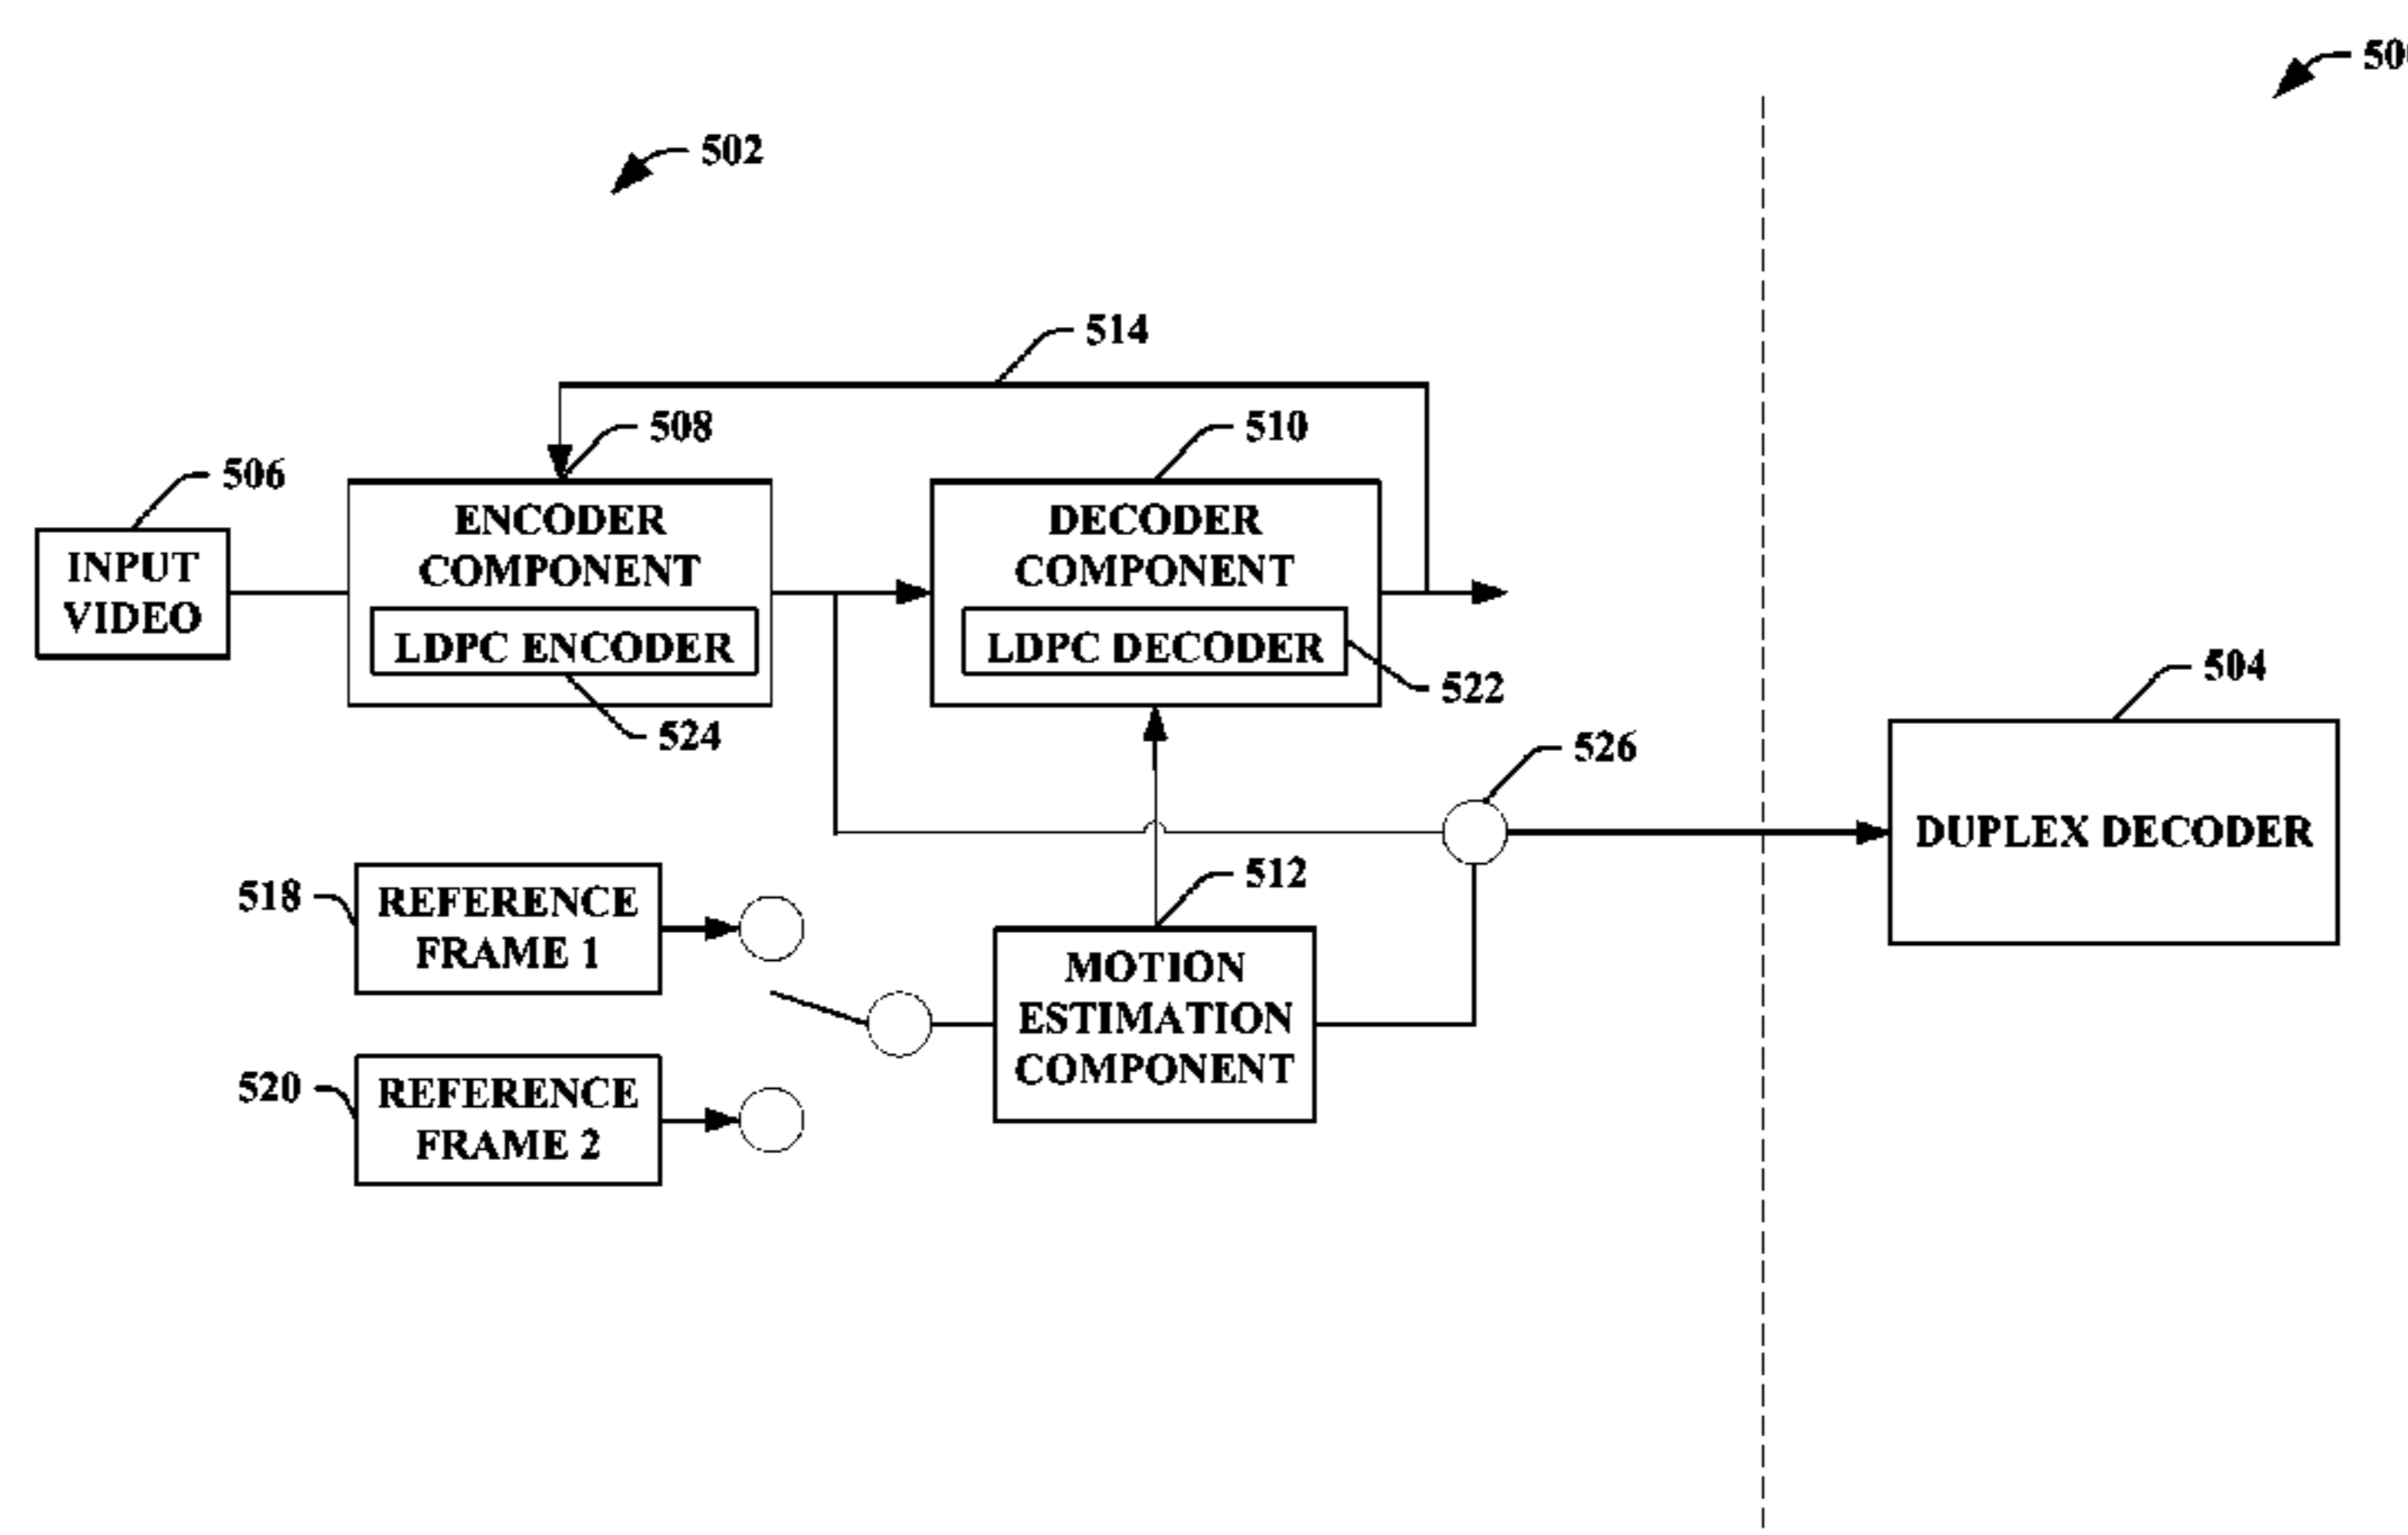 502
514
508
510
506
INPUT
VIDEO
ENCODER
COMPONENT
LDPC ENCODER
524
DECODER
COMPONENT
LDPC DECODER
522
526
504
DUPLEX DECODER
518
REFERENCE
FRAME 1
512
MOTION
ESTIMATION
COMPONENT
520
REFERENCE
FRAME 2